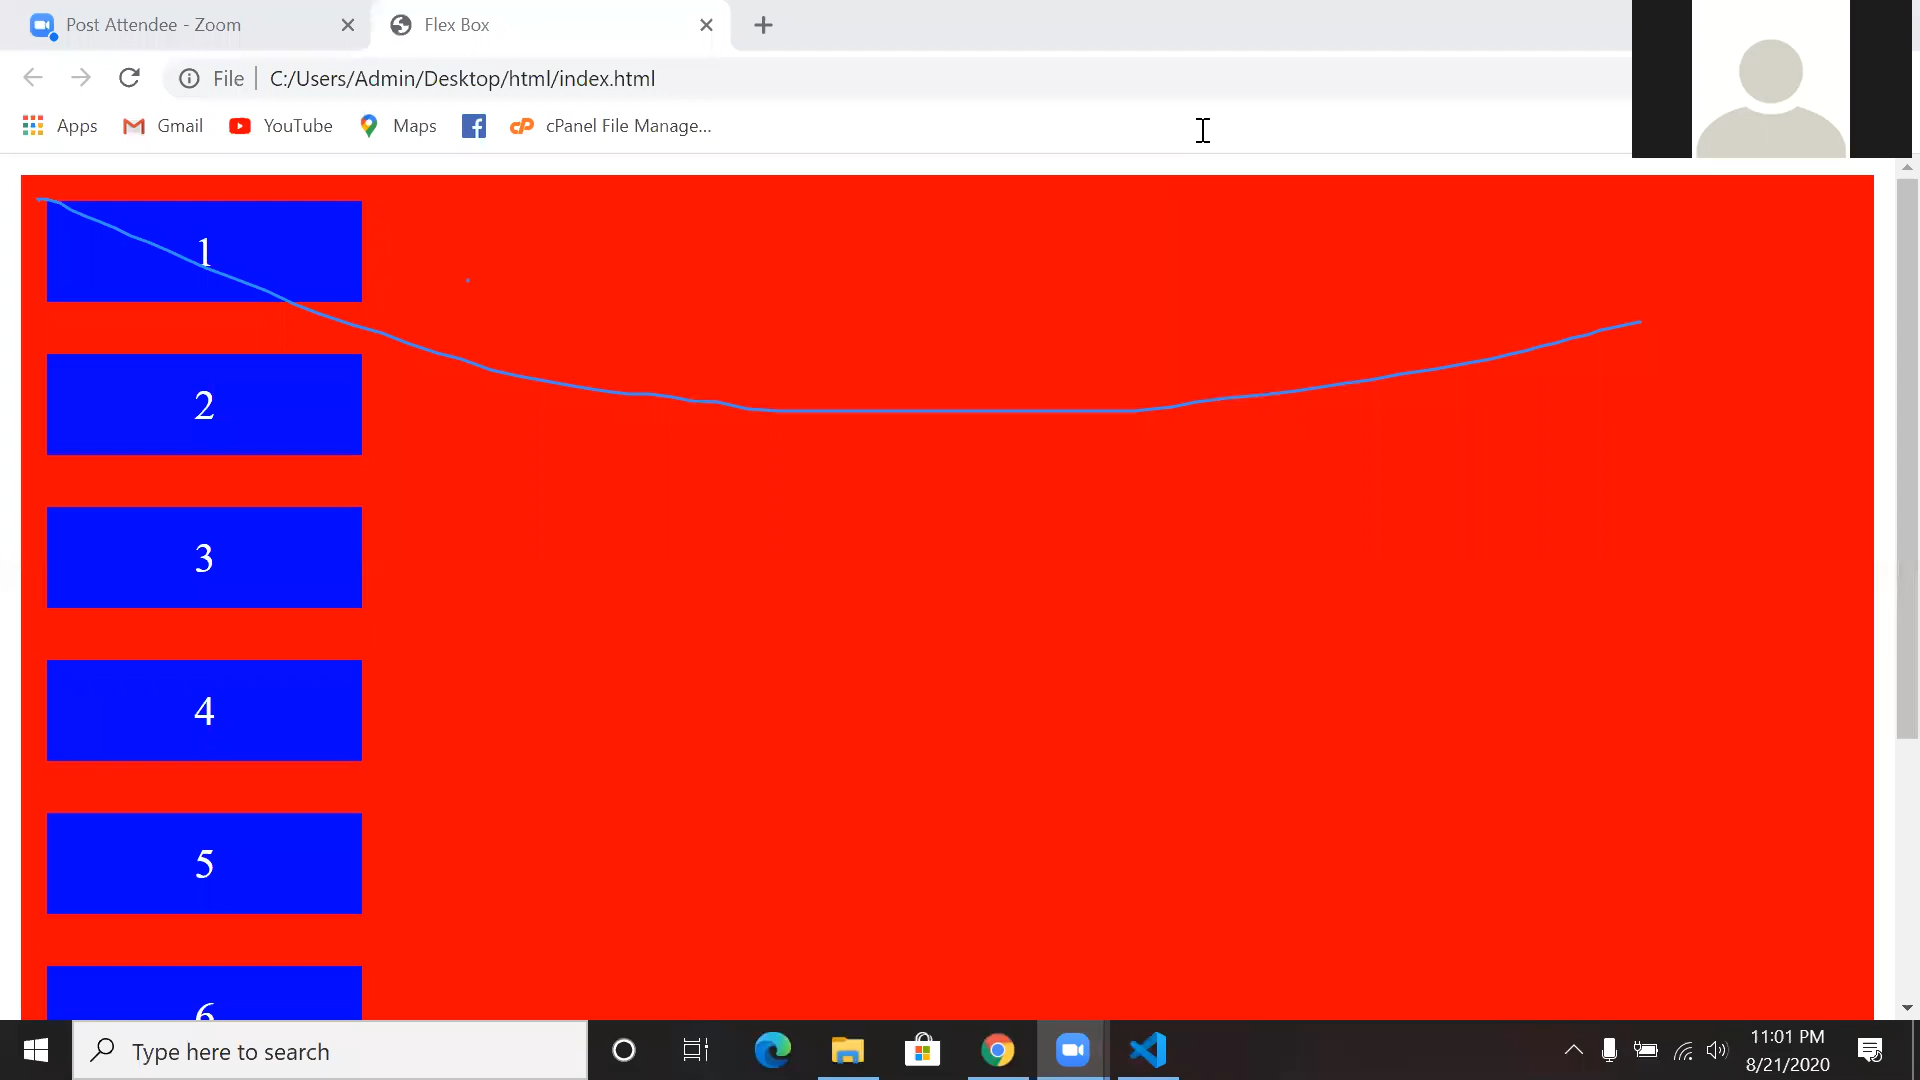 Post Attendee - Zoom
Flex Box
File
C:/Users/Admin/Desktop/html/index.html
Apps
Gmail
YouTube
Maps
cPanel File Manage...
1
2
3
4
5
6
Type here to search
11:01 PM
8/21/2020